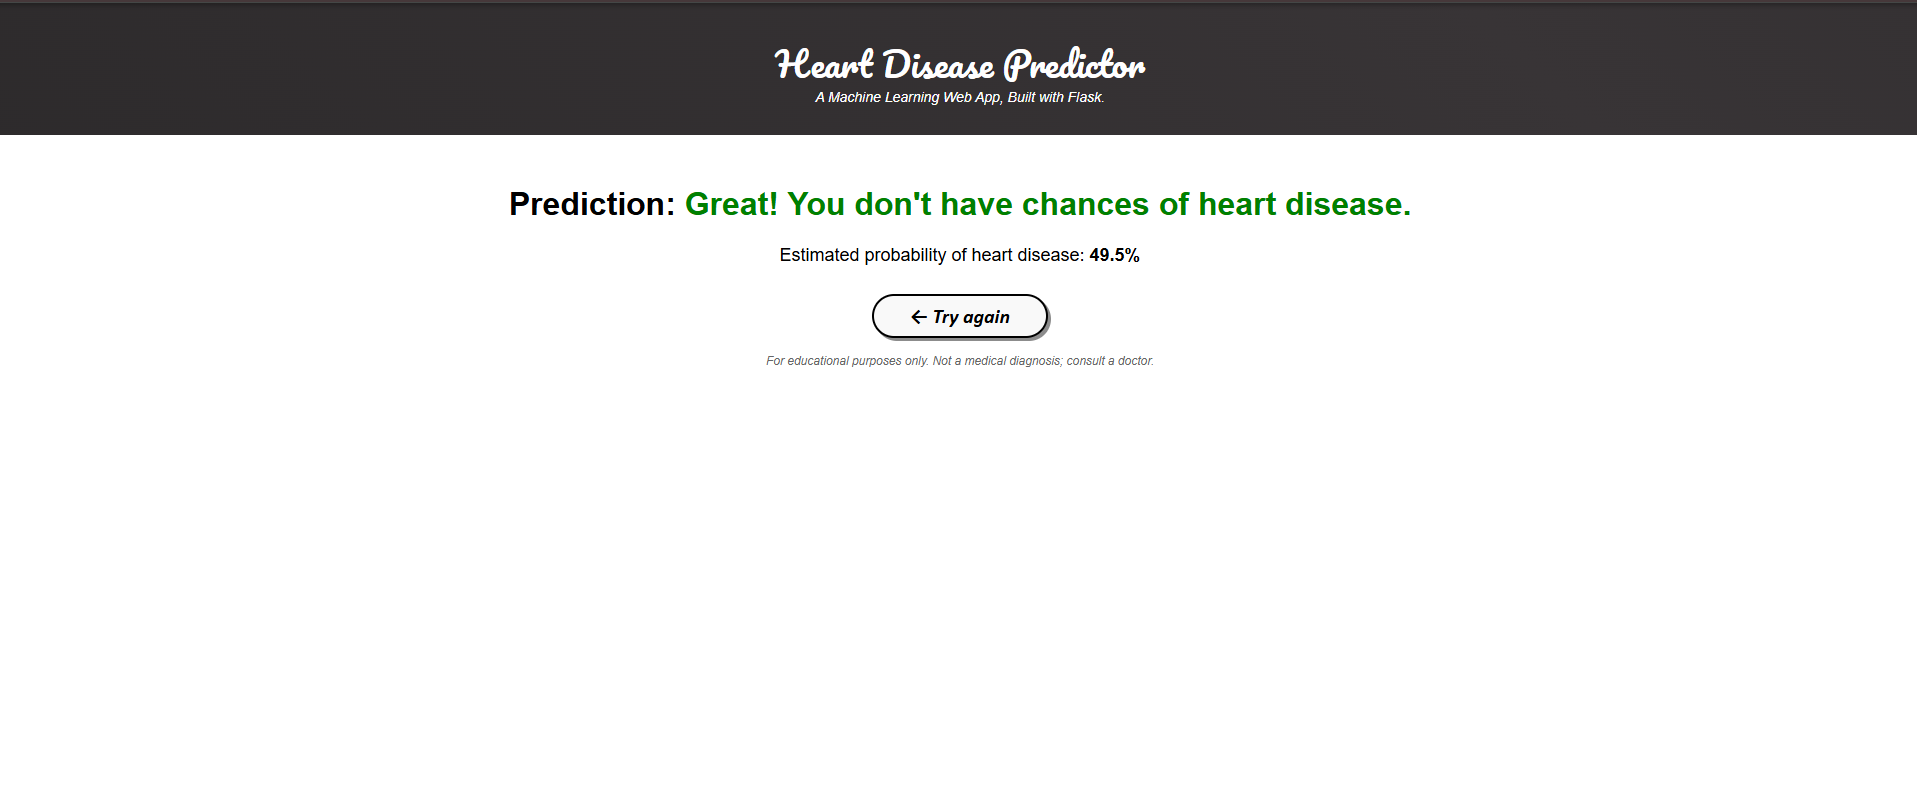 Heart Disease Predictor
A Machine Learning Web App, Built with Flask.
Prediction: Great! You don't have chances of heart disease.
Estimated probability of heart disease: 49.5%
← Try again
For educational purposes only. Not a medical diagnosis; consult a doctor.